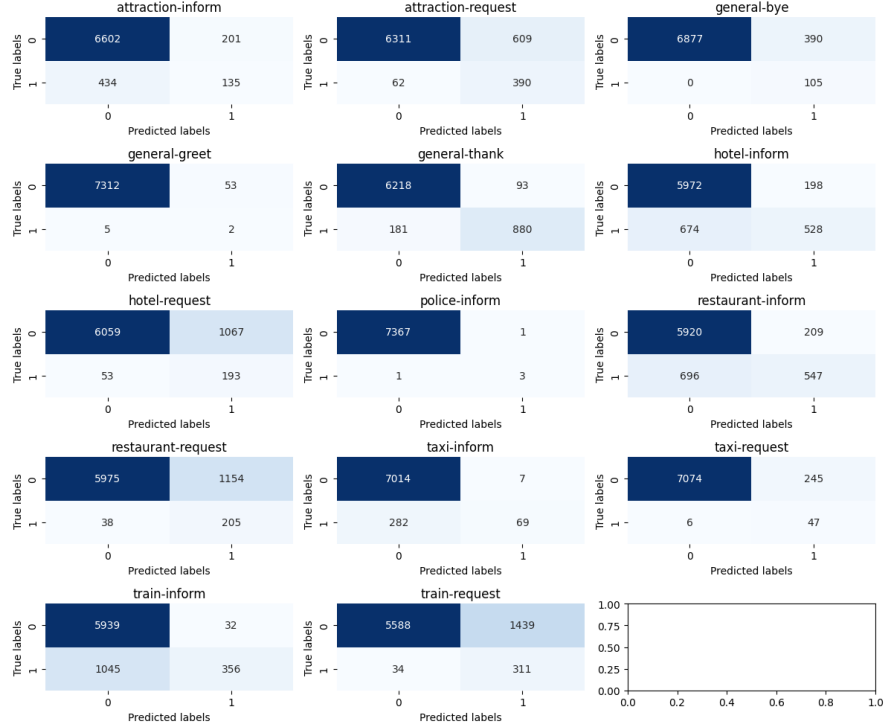 attraction-inform
True labels
0
1
6602
201
434
135
0
1
Predicted labels
attraction-request
True labels
0
1
6311
609
62
390
0
1
Predicted labels
general-bye
True labels
0
1
6877
390
0
105
0
1
Predicted labels
general-greet
True labels
0
1
7312
53
5
2
0
1
Predicted labels
general-thank
True labels
0
1
6218
93
181
880
0
1
Predicted labels
hotel-inform
True labels
0
1
5972
198
674
528
0
1
Predicted labels
hotel-request
True labels
0
1
6059
1067
53
193
0
1
Predicted labels
police-inform
True labels
0
1
7367
1
1
3
0
1
Predicted labels
restaurant-inform
True labels
0
1
5920
209
696
547
0
1
Predicted labels
restaurant-request
True labels
0
1
5975
1154
38
205
0
1
Predicted labels
taxi-inform
True labels
0
1
7014
7
282
69
0
1
Predicted labels
taxi-request
True labels
0
1
7074
245
6
47
0
1
Predicted labels
train-inform
True labels
0
1
5939
32
1045
356
0
1
Predicted labels
train-request
True labels
0
1
5588
1439
34
311
0
1
Predicted labels
1.00
0.75
0.50
0.25
0.00
0.0
0.2
0.4
0.6
0.8
1.0